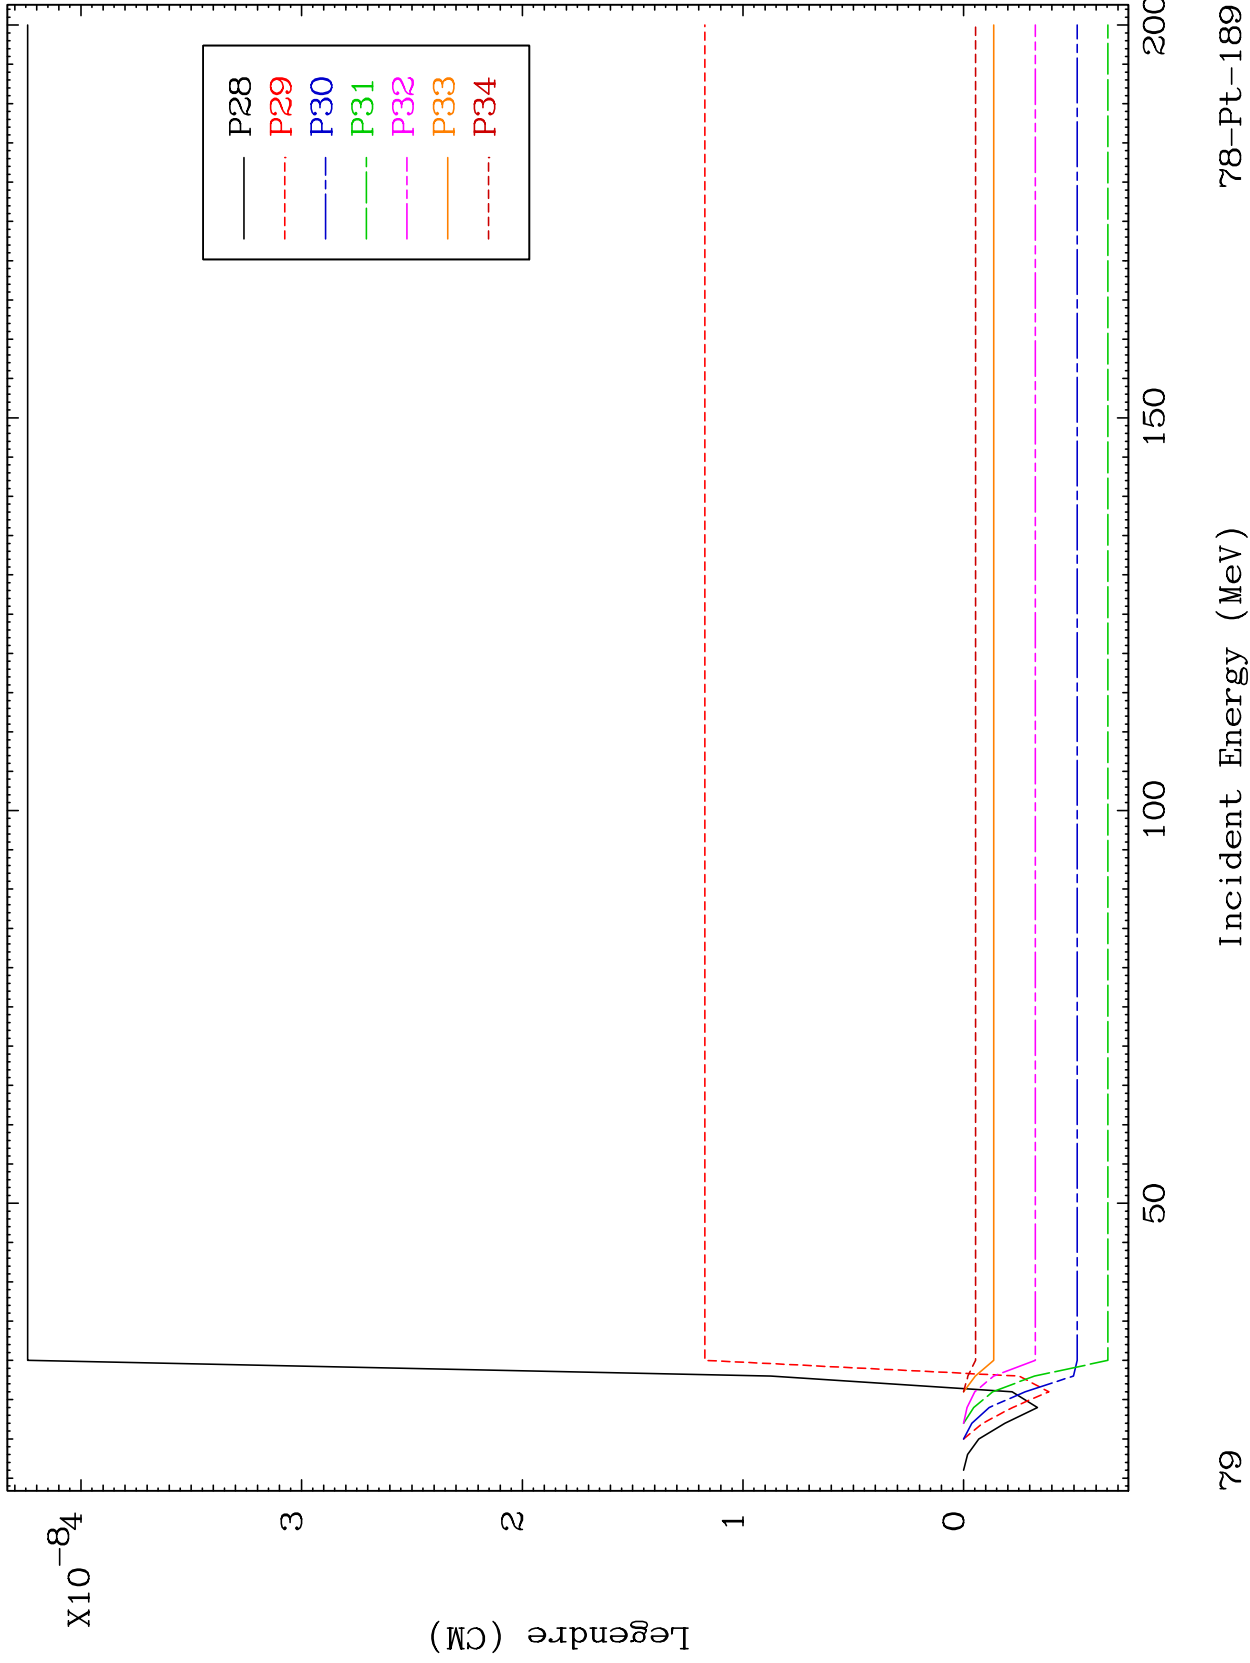 X10-8
4
3
2
1
0
Legendre (CM)
P28
P29
P30
P31
P32
P33
P34
50
100
150
200
Incident Energy (MeV)
79
78-Pt-189